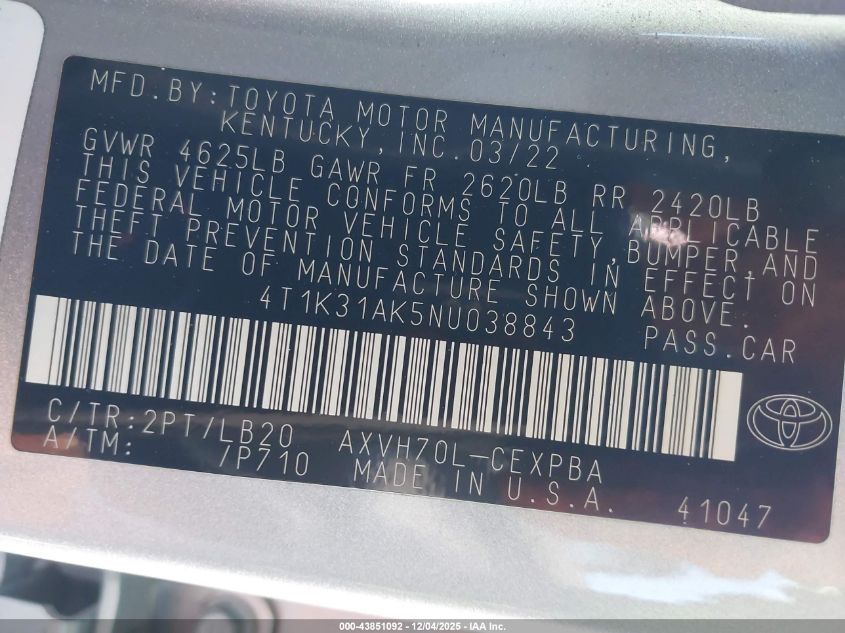 MFD.BY:TOYOTA MOTOR MANUFACTURING,
KENTUCKY,INC.03/22
GVWR 4625LB GAWR FR 2620LB RR 2420LB
THIS VEHICLE CONFORMS TO ALL APPLICABLE
FEDERAL MOTOR VEHICLE SAFETY,BUMPER,AND
THEFT PREVENTION STANDARDS IN EFFECT ON
THE DATE OF MANUFACTURE SHOWN ABOVE.
4T1K31AK5NU038843 PASS.CAR
C/TR:2PT/LB20 AXVH70L-CEXPBA
A/TM: /P710 MADE IN U.S.A.
41047
000-43851092 - 12/04/2025 - IAA Inc.